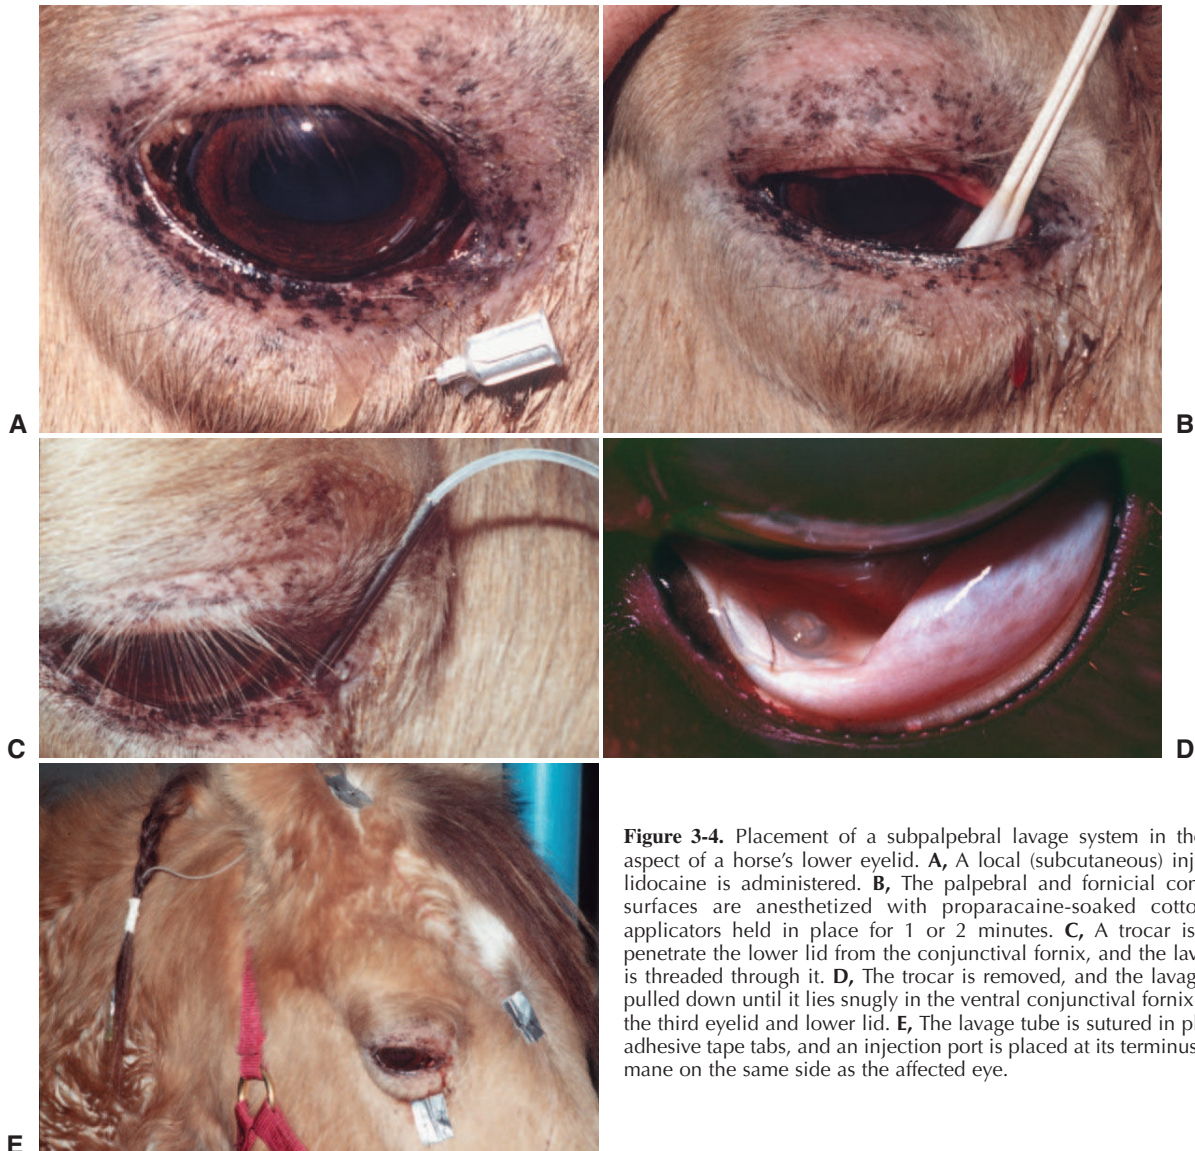 A
B
C
D
Figure 3-4. Placement of a subpalpebral lavage system in the
aspect of a horse's lower eyelid. A, A local (subcutaneous) inj
lidocaine is administered. B, The palpebral and fornicial con
surfaces are anesthetized with proparacaine-soaked cotto
applicators held in place for 1 or 2 minutes. C, A trocar is
penetrate the lower lid from the conjunctival fornix, and the lav
is threaded through it. D, The trocar is removed, and the lavag
pulled down until it lies snugly in the ventral conjunctival fornix
the third eyelid and lower lid. E, The lavage tube is sutured in pl
adhesive tape tabs, and an injection port is placed at its terminus
mane on the same side as the affected eye.
E